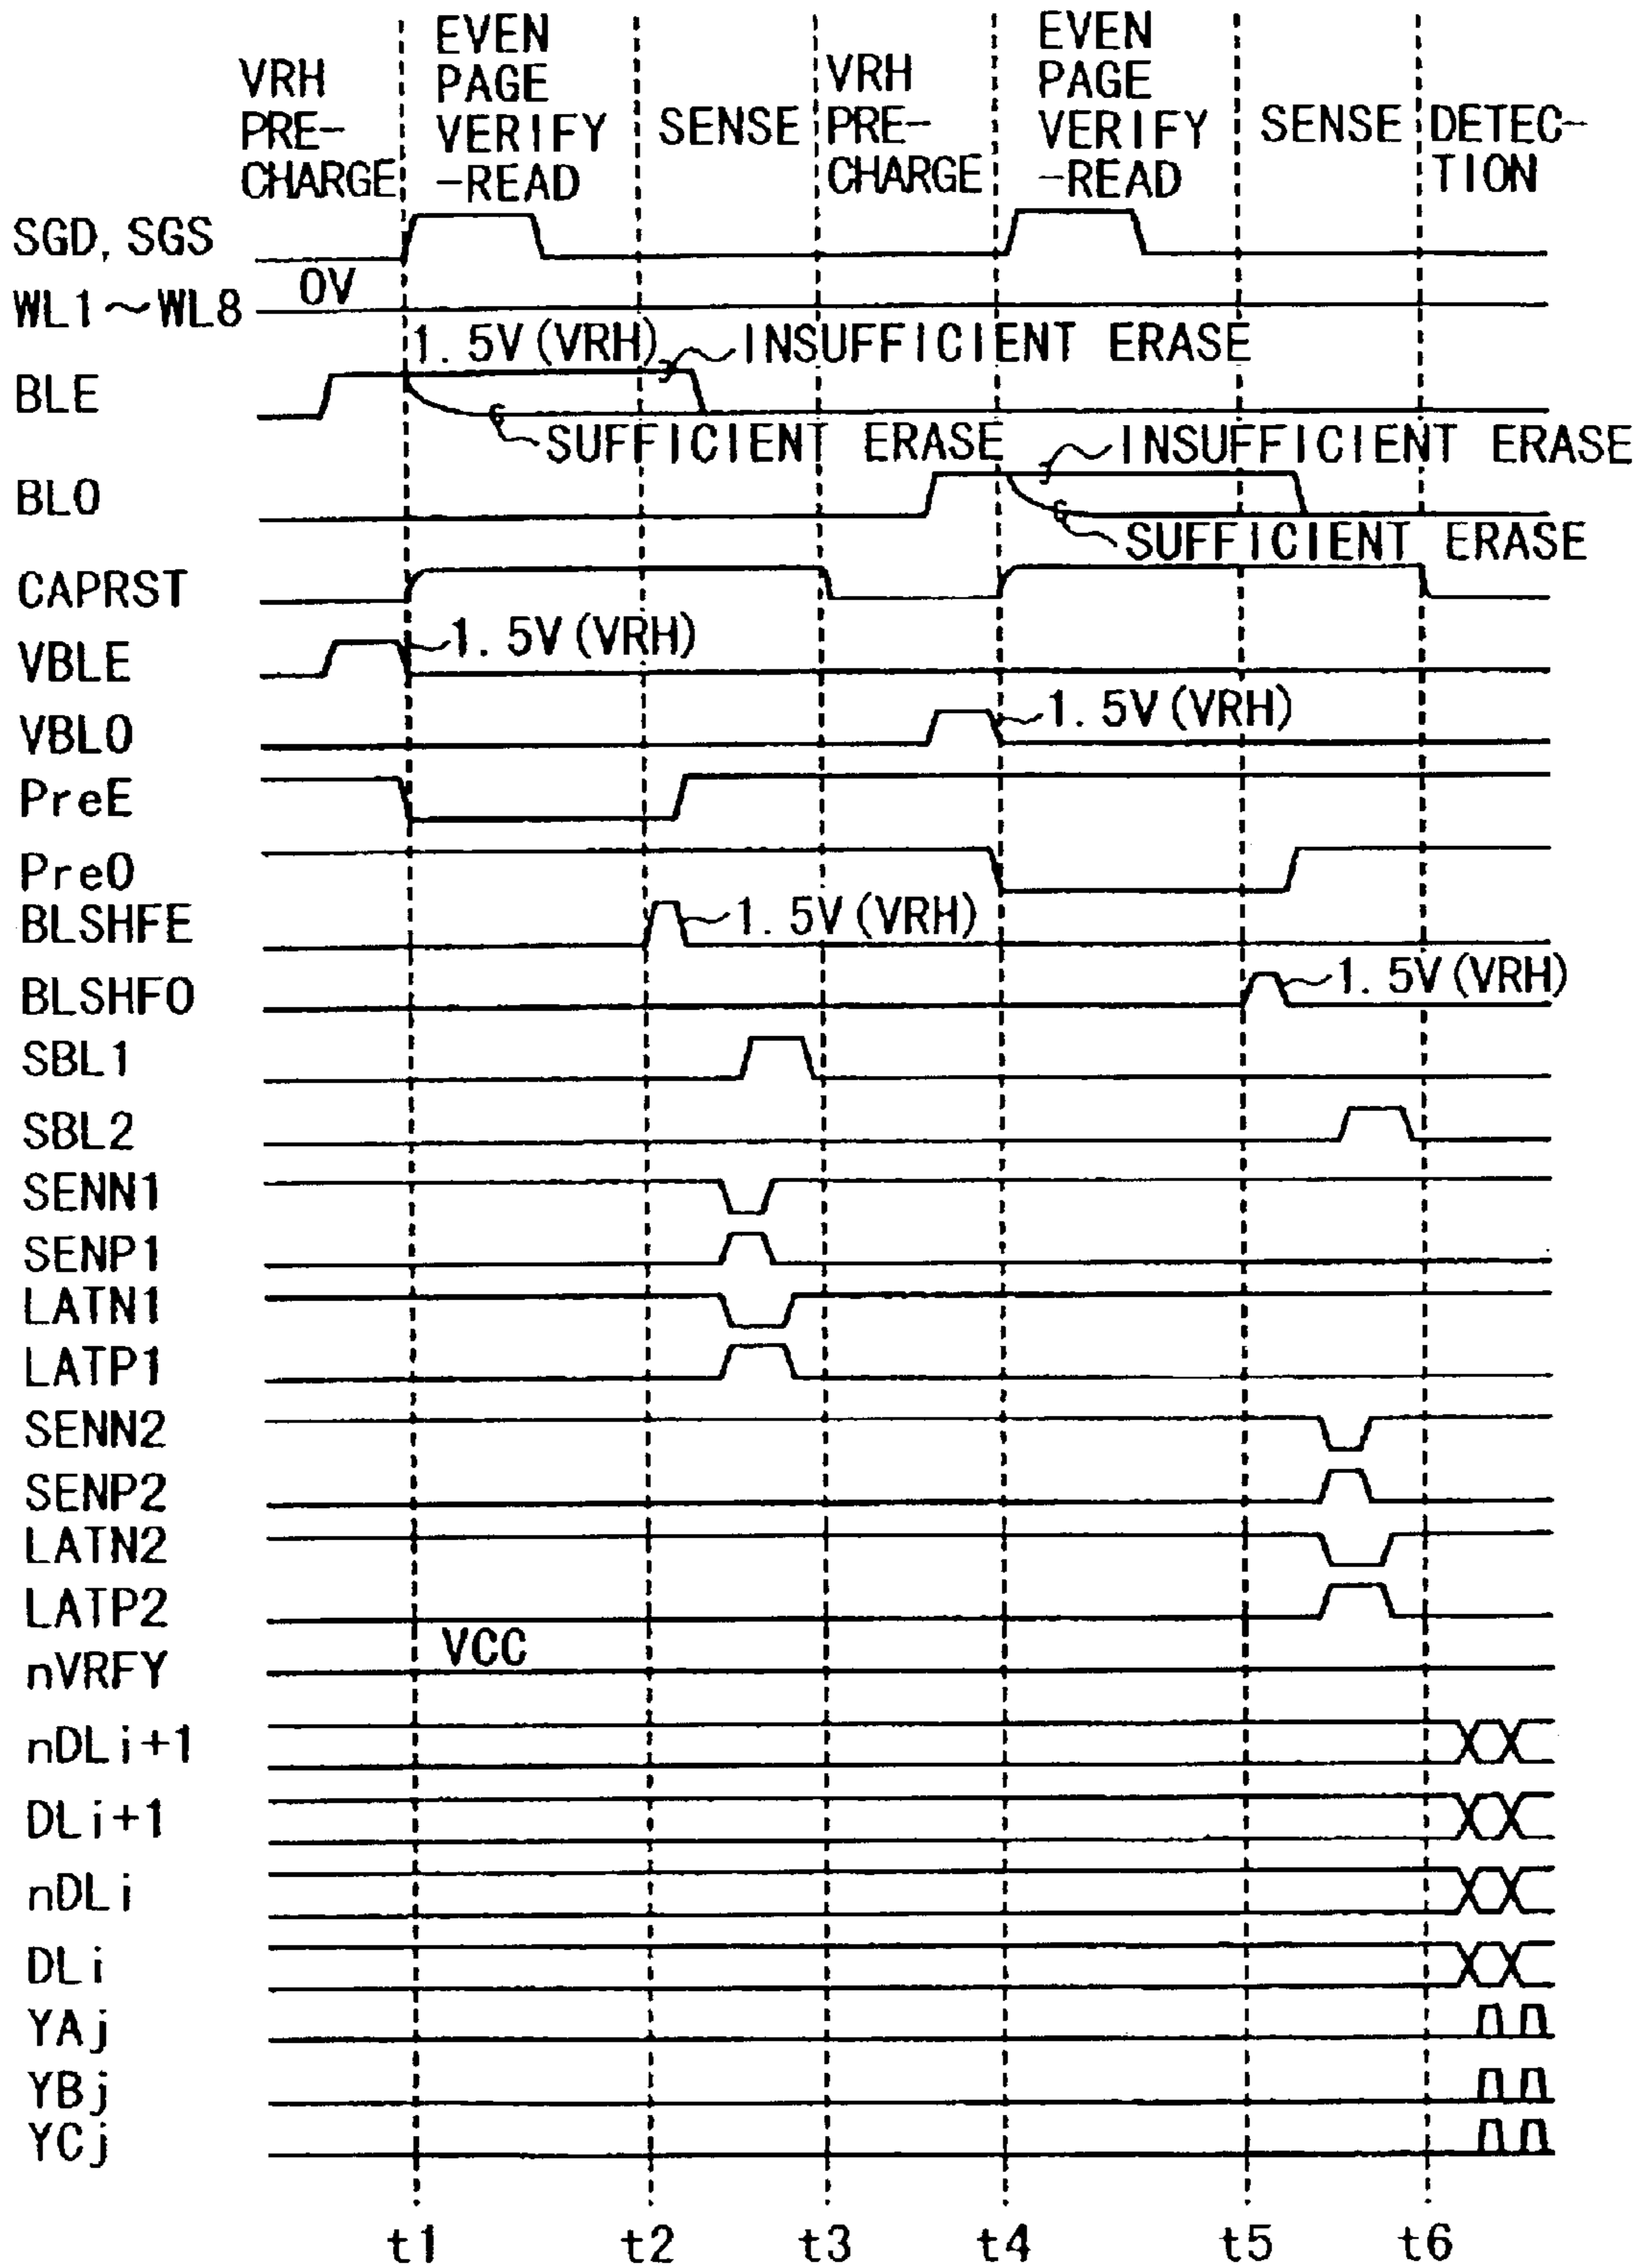 VRH
PRE-
CHARGE
EVEN
PAGE
VERIFY
-READ
SENSE
VRH
PRE-
CHARGE
EVEN
PAGE
VERIFY
-READ
SENSE
DETEC-
TION
SGD, SGS
WL1~WL8
0V
1. 5V (VRH)
INSUFFICIENT ERASE
BLE
SUFFICIENT ERASE
INSUFFICIENT ERASE
BLO
SUFFICIENT ERASE
CAPRST
1. 5V (VRH)
VBLE
1. 5V (VRH)
VBLO
PreE
PreO
BLSHFE
1. 5V (VRH)
BLSHFO
1. 5V (VRH)
SBL1
SBL2
SENN1
SENP1
LATN1
LATP1
SENN2
SENP2
LATN2
LATP2
VCC
nVRFY
nDLi+1
DLi+1
nDLi
DLi
YAj
YBj
YCj
t1 t2 t3 t4 t5 t6